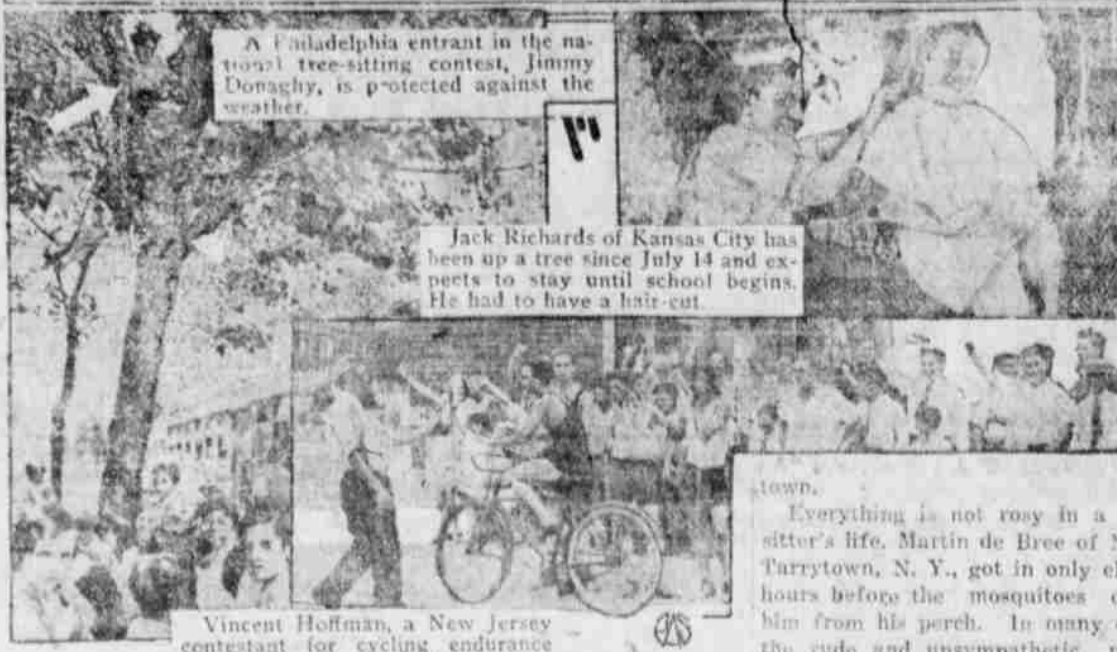 A Philadelphia entrant in the na-
tional tree-sitting contest, Jimmy
Donaghy, is protected against the
weather.
Jack Richards of Kansas City has
been up a tree since July 14 and ex-
pects to stay until school begins.
He had to have a hair-cut.
Vincent Hoffman, a New Jersey
contestant for cycling endurance
town.
Everything is not rosy in a
sitter's life. Martin de Bree of
Tarrytown, N. Y., got in only
hours before the mosquitoes
him from his perch. In many
the rude and unsympathetic